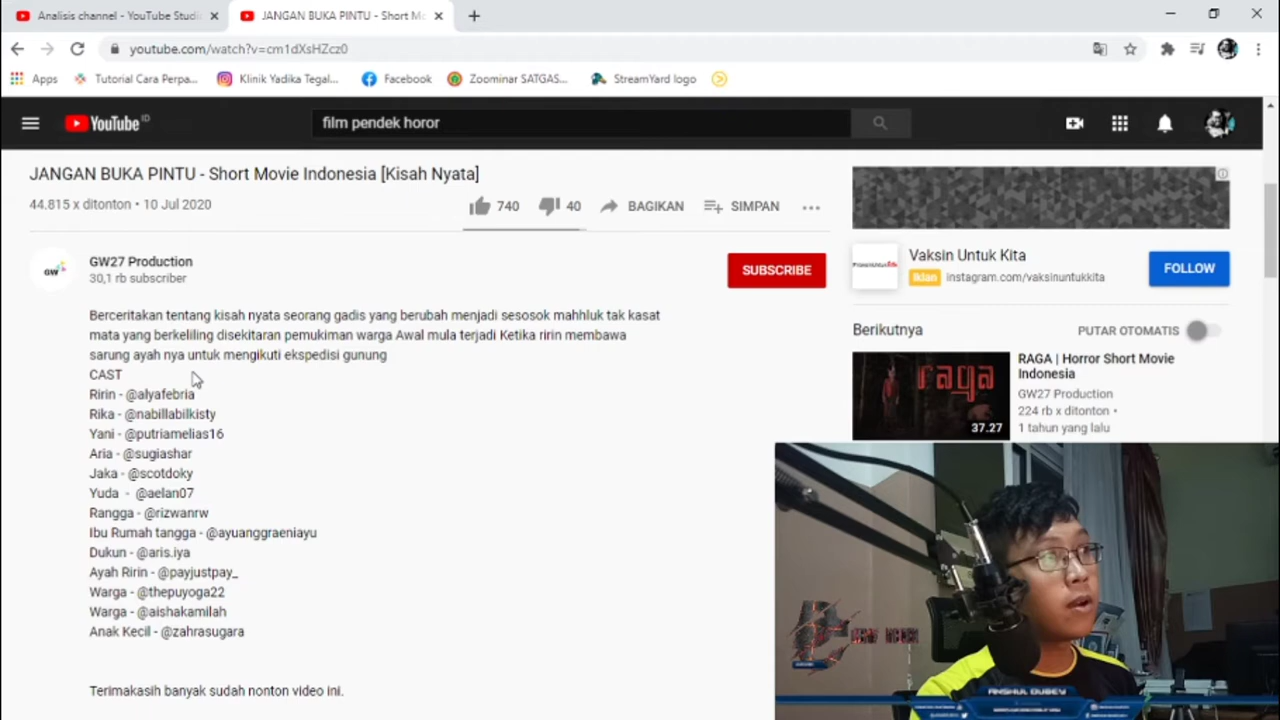 Analisis channel - YouTube Studi
JANGAN BUKA PINTU - Short Mo
youtube.com/watch?v=cm1dXsHZcz0
Apps
Tutorial Cara Perpa...
Klinik Yadika Tegal...
Facebook
Zoominar SATGAS...
StreamYard logo
YouTube ID
film pendek horor
JANGAN BUKA PINTU - Short Movie Indonesia [Kisah Nyata]
44.815 x ditonton • 10 Jul 2020
740
40
BAGIKAN
SIMPAN
GW
GW27 Production
30,1 rb subscriber
SUBSCRIBE
Berceritakan tentang kisah nyata seorang gadis yang berubah menjadi sesosok mahhluk tak kasat
mata yang berkeliling disekitaran pemukiman warga Awal mula terjadi Ketika ririn membawa
sarung ayah nya untuk mengikuti ekspedisi gunung
CAST
Ririn - @alyafebria
Rika - @nabillabilkisty
Yani - @putriamelias16
Aria - @sugiashar
Jaka - @scotdoky
Yuda - @aelan07
Rangga - @rizwanrw
Ibu Rumah tangga - @ayuanggraeniayu
Dukun - @aris.iya
Ayah Ririn - @payjustpay_
Warga - @thepuyoga22
Warga - @aishakamilah
Anak Kecil - @zahrasugara
Terimakasih banyak sudah nonton video ini.
Vaksin Untuk Kita
Iklan
instagram.com/vaksinuntukkita
FOLLOW
Berikutnya
PUTAR OTOMATIS
raga
37.27
RAGA | Horror Short Movie
Indonesia
GW27 Production
224 rb x ditonton •
1 tahun yang lalu
ANSHUL DUBEY